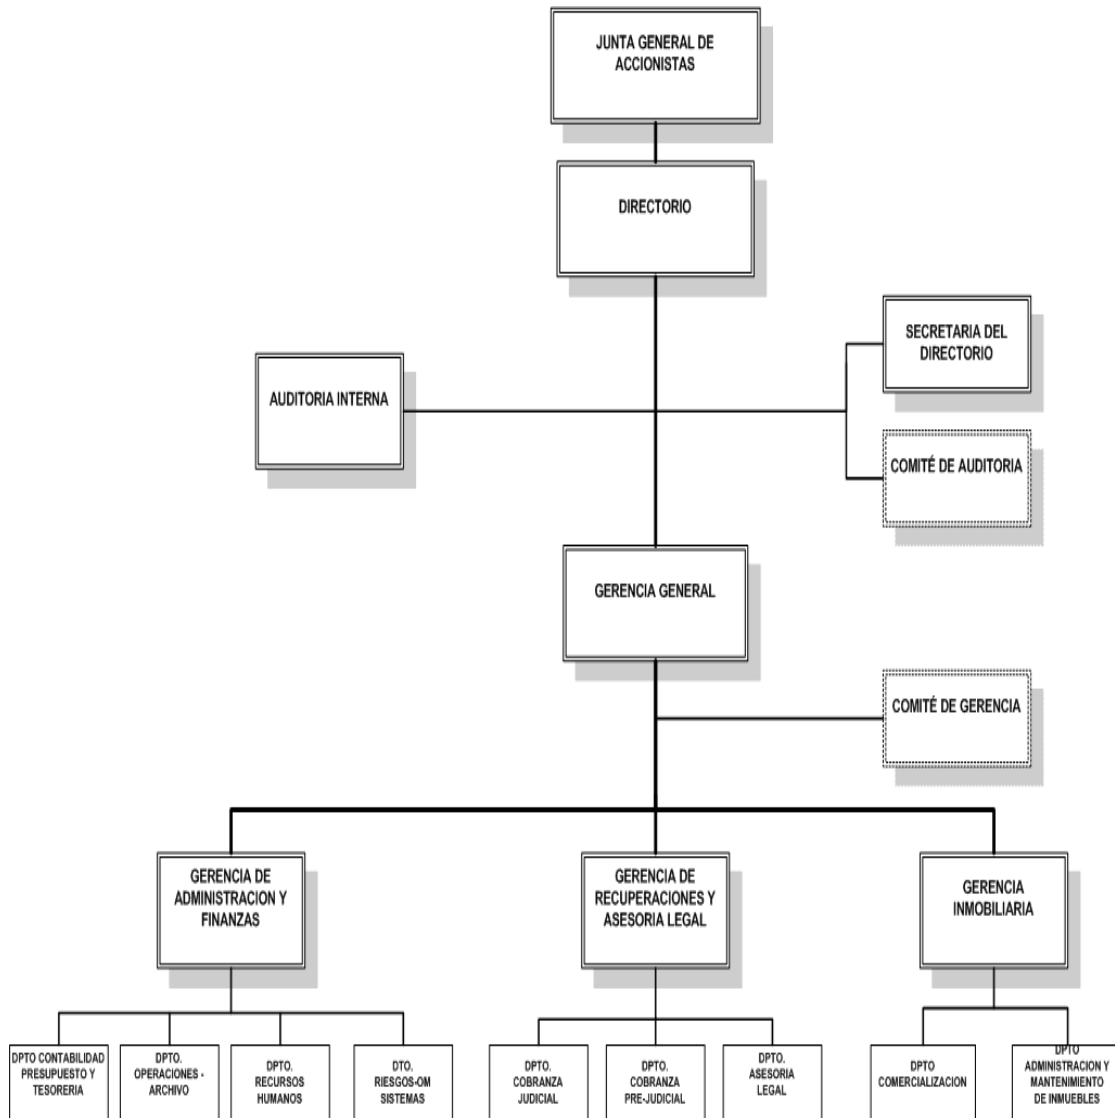 JUNTA GENERAL DE
ACCIONISTAS
DIRECTORIO
SECRETARIA DEL
DIRECTORIO
AUDITORIA INTERNA
COMITÉ DE AUDITORIA
GERENCIA GENERAL
COMITÉ DE GERENCIA
GERENCIA DE
ADMINISTRACION Y
FINANZAS
GERENCIA DE
RECUPERACIONES Y
ASESORIA LEGAL
GERENCIA
INMOBILIARIA
DPTO CONTABILIDAD
PRESUPUESTO Y
TESORERIA
DPTO.
OPERACIONES -
ARCHIVO
DPTO.
RECURSOS
HUMANOS
DTO.
RIESGOS-OM
SISTEMAS
DPTO.
COBRANZA
JUDICIAL
DPTO.
COBRANZA
PRE-JUDICIAL
DPTO.
ASESORIA
LEGAL
DPTO
COMERCIALIZACION
DPTO
ADMINISTRACION Y
MANTENIMIENTO
DE INMUEBLES